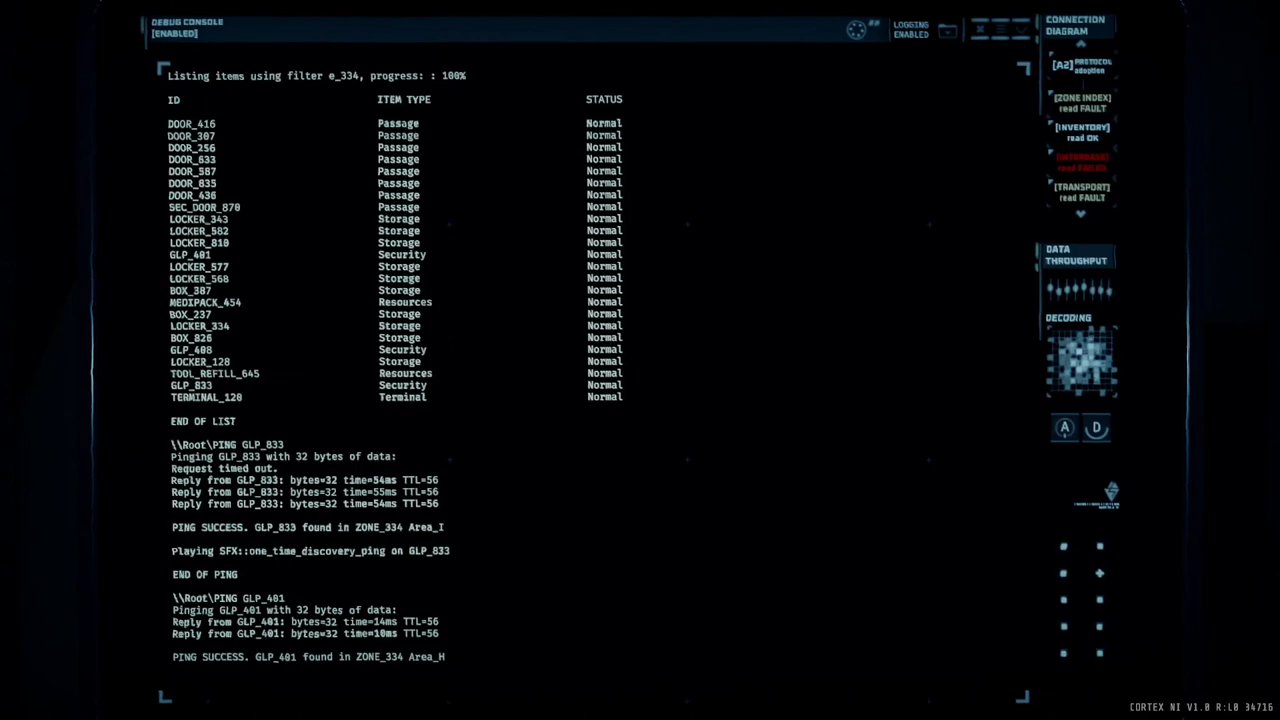 DEBUG CONSOLE
[ENABLED]
LOGGING
ENABLED
Listing items using filter e_334, progress: : 100%
ID ITEM TYPE STATUS
DOOR_416 Passage Normal
DOOR_307 Passage Normal
DOOR_256 Passage Normal
DOOR_633 Passage Normal
DOOR_587 Passage Normal
DOOR_835 Passage Normal
DOOR_436 Passage Normal
SEC_DOOR_870 Passage Normal
LOCKER_343 Storage Normal
LOCKER_582 Storage Normal
LOCKER_810 Storage Normal
GLP_401 Security Normal
LOCKER_577 Storage Normal
LOCKER_568 Storage Normal
BOX_307 Storage Normal
MEDIPACK_454 Resources Normal
BOX_237 Storage Normal
LOCKER_334 Storage Normal
BOX_826 Storage Normal
GLP_408 Security Normal
LOCKER_128 Storage Normal
TOOL_REFILL_645 Resources Normal
GLP_833 Security Normal
TERMINAL_120 Terminal Normal
END OF LIST
\\Root\PING GLP_833
Pinging GLP_833 with 32 bytes of data:
Request timed out.
Reply from GLP_833: bytes=32 time=54ms TTL=56
Reply from GLP_833: bytes=32 time=55ms TTL=56
Reply from GLP_833: bytes=32 time=54ms TTL=56
PING SUCCESS. GLP_833 found in ZONE_334 Area_I
Playing SFX::one_time_discovery_ping on GLP_833
END OF PING
\\Root\PING GLP_401
Pinging GLP_401 with 32 bytes of data:
Reply from GLP_401: bytes=32 time=14ms TTL=56
Reply from GLP_401: bytes=32 time=10ms TTL=56
PING SUCCESS. GLP_401 found in ZONE_334 Area_H
CONNECTION
DIAGRAM
[A2] PROTOCOL
adaption
[ZONE INDEX]
read FAULT
[INVENTORY]
read OK
read FAILED
[TRANSPORT]
read FAULT
DATA
THROUGHPUT
DECODING
A D
CORTEX NI V1.0 R:L0 34716